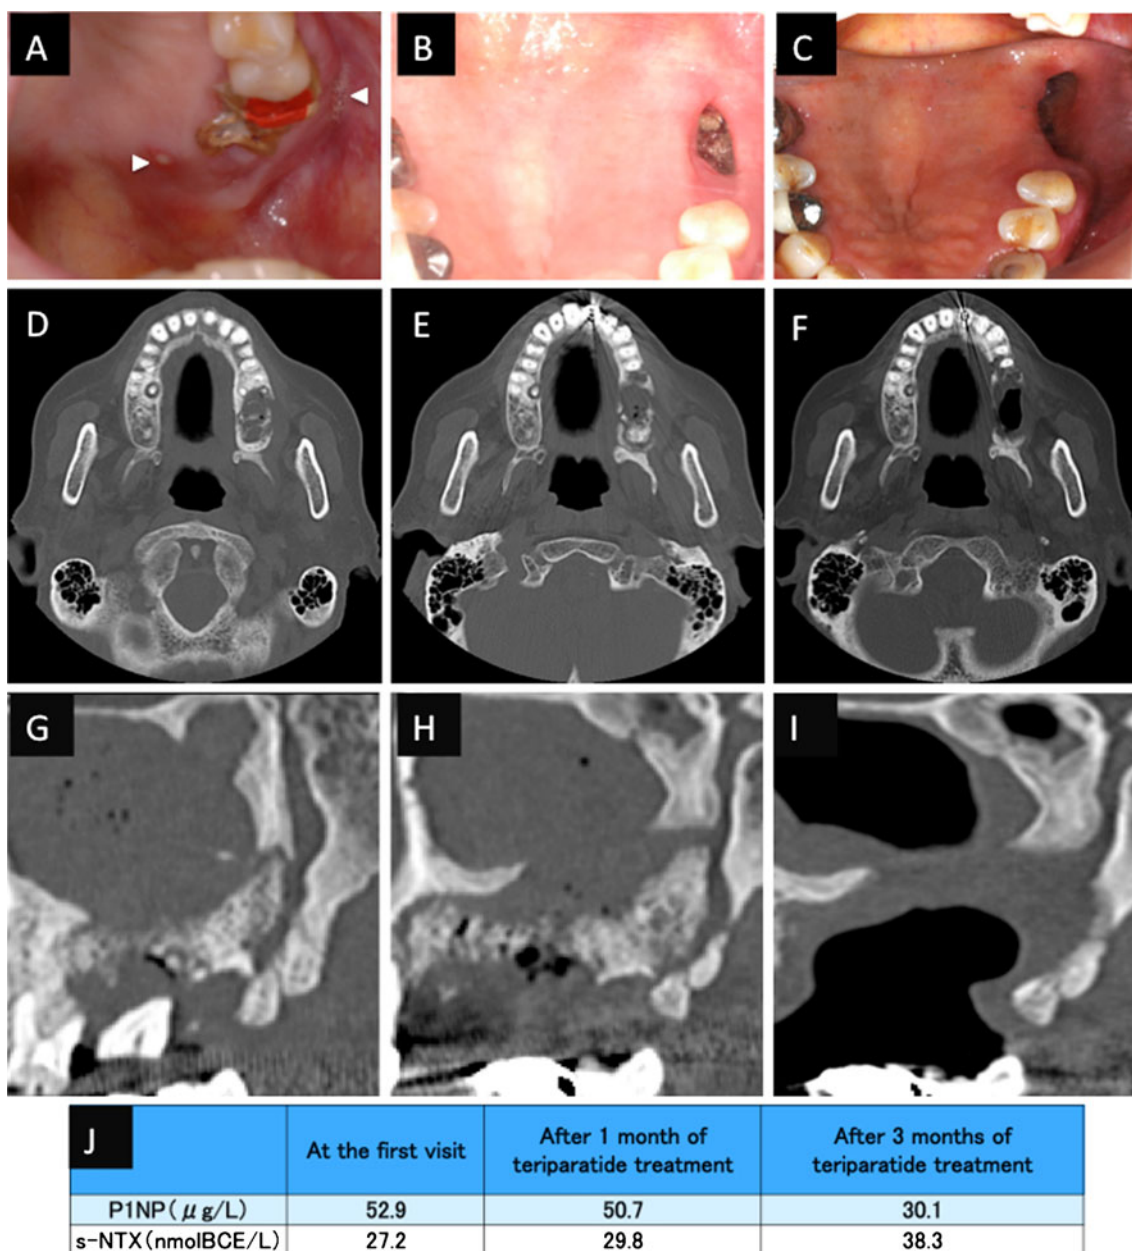 A
B
C
D
E
F
G
H
I
J
At the first visit
After 1 month of
teriparatide treatment
After 3 months of
teriparatide treatment
P1NP(μg/L)
52.9
50.7
30.1
s-NTX(nmolBCE/L)
27.2
29.8
38.3